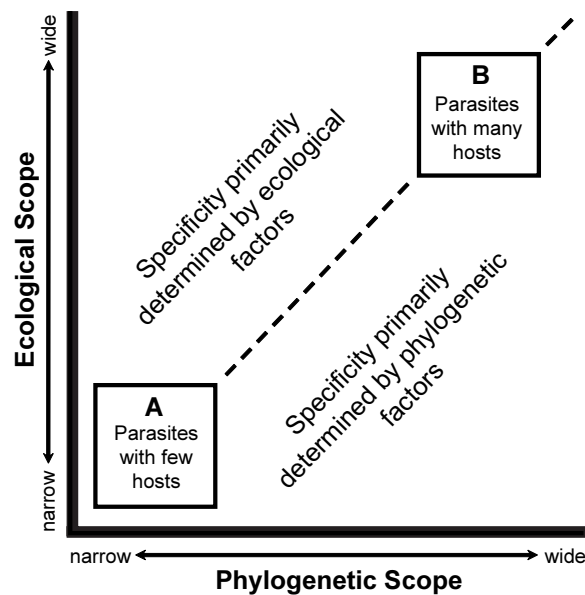 Ecological Scope
wide
narrow
B
Parasites
with many
hosts
Specificity primarily
determined by ecological
factors
Specificity primarily
determined by phylogenetic
factors
A
Parasites
with few
hosts
narrow
wide
Phylogenetic Scope